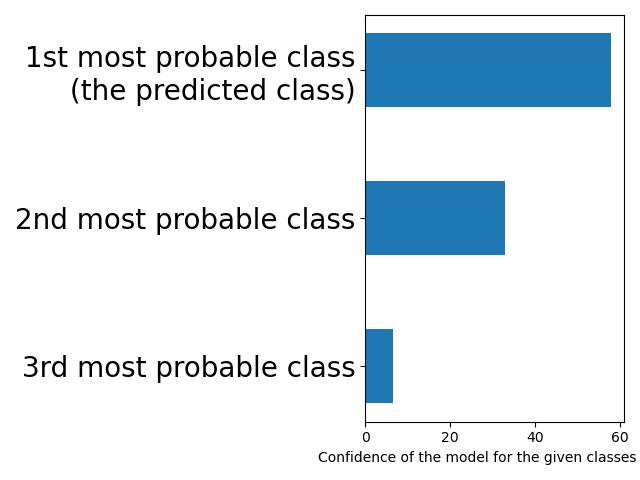 1st most probable class
(the predicted class)
2nd most probable class
3rd most probable class
0 20 40 60
Confidence of the model for the given classes